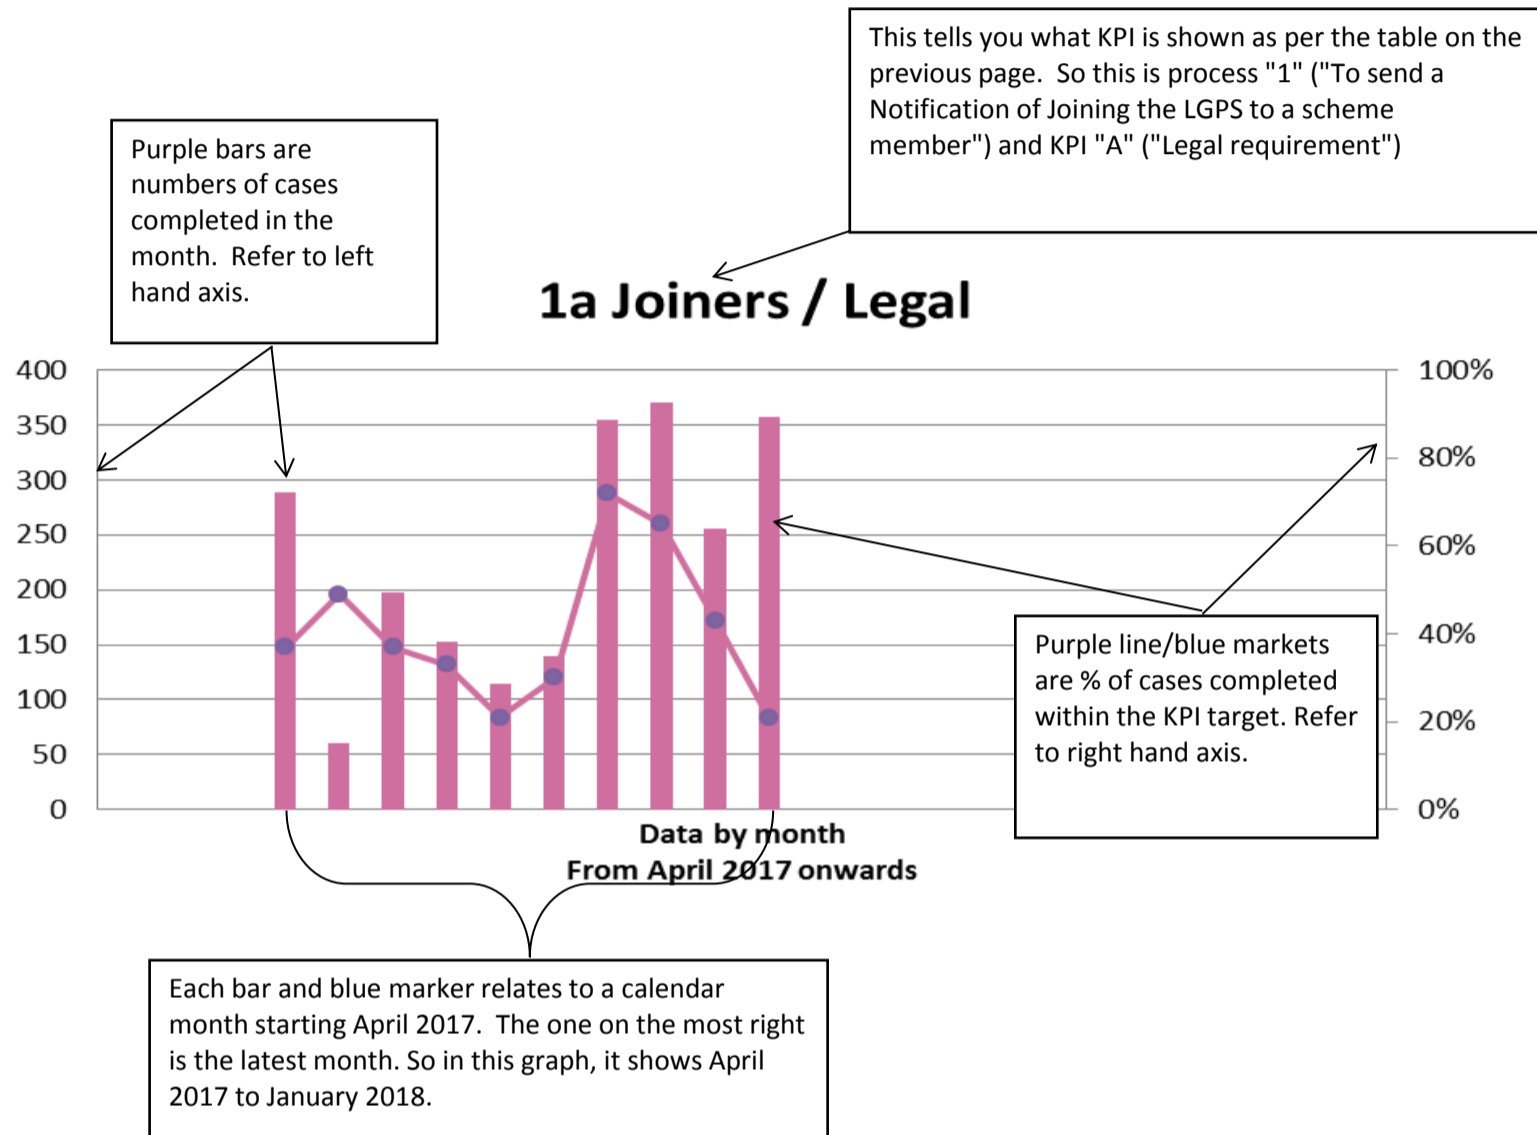 This tells you what KPI is shown as per the table on the
previous page.  So this is process "1" ("To send a
Notification of Joining the LGPS to a scheme
member") and KPI "A" ("Legal requirement")
Purple bars are
numbers of cases
completed in the
month.  Refer to left
hand axis.
1a Joiners / Legal
400
350
300
250
200
150
100
50
0
100%
80%
60%
40%
20%
0%
Purple line/blue markets
are % of cases completed
within the KPI target. Refer
to right hand axis.
Data by month
From April 2017 onwards
Each bar and blue marker relates to a calendar
month starting April 2017.  The one on the most right
is the latest month. So in this graph, it shows April
2017 to January 2018.